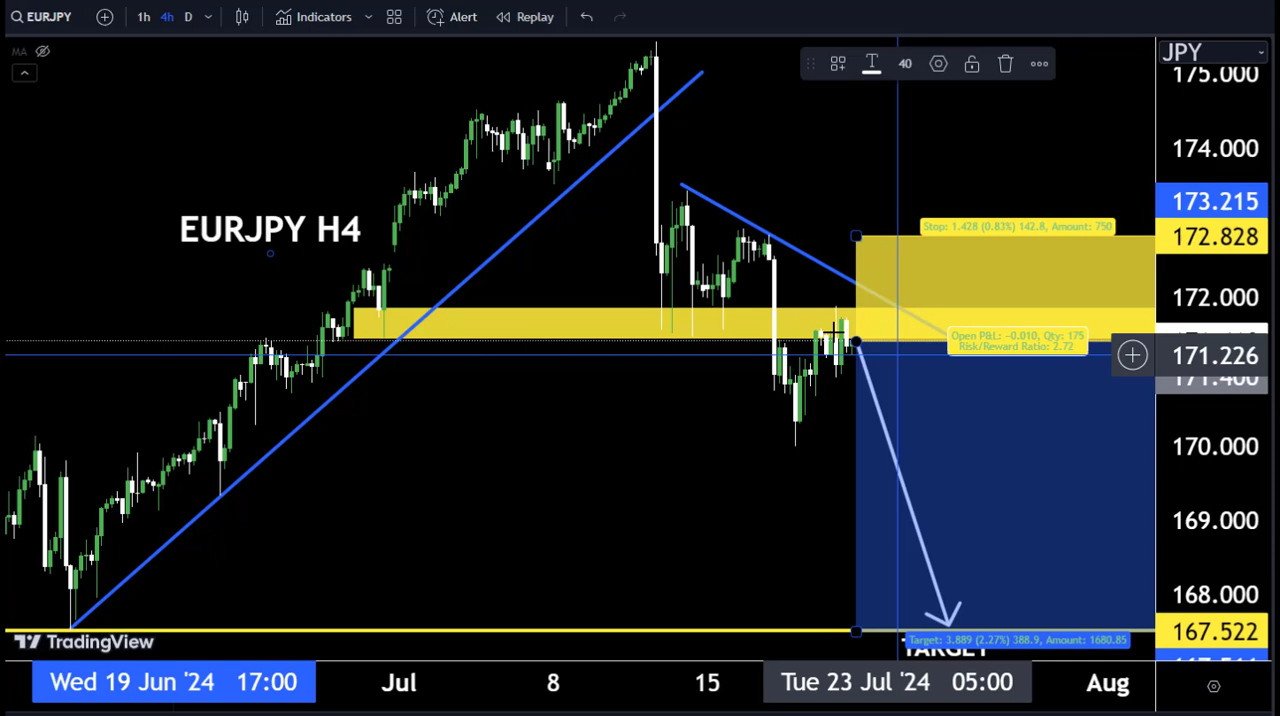 EURJPY 1h 4h D Indicators Alert Replay
MA
40
JPY
175.000
174.000
173.215
172.828
172.000
171.226
171.400
170.000
169.000
168.000
167.522
EURJPY H4
Stop: 1.428 (0.83%) 142.8, Amount: 750
Open P&L: −0.010, Qty: 175
Risk/Reward Ratio: 2.72
Target: 3.889 (2.27%) 388.9, Amount: 1680.85
TARGET
TradingView
Wed 19 Jun '24 17:00 Jul 8 15 Tue 23 Jul '24 05:00 Aug